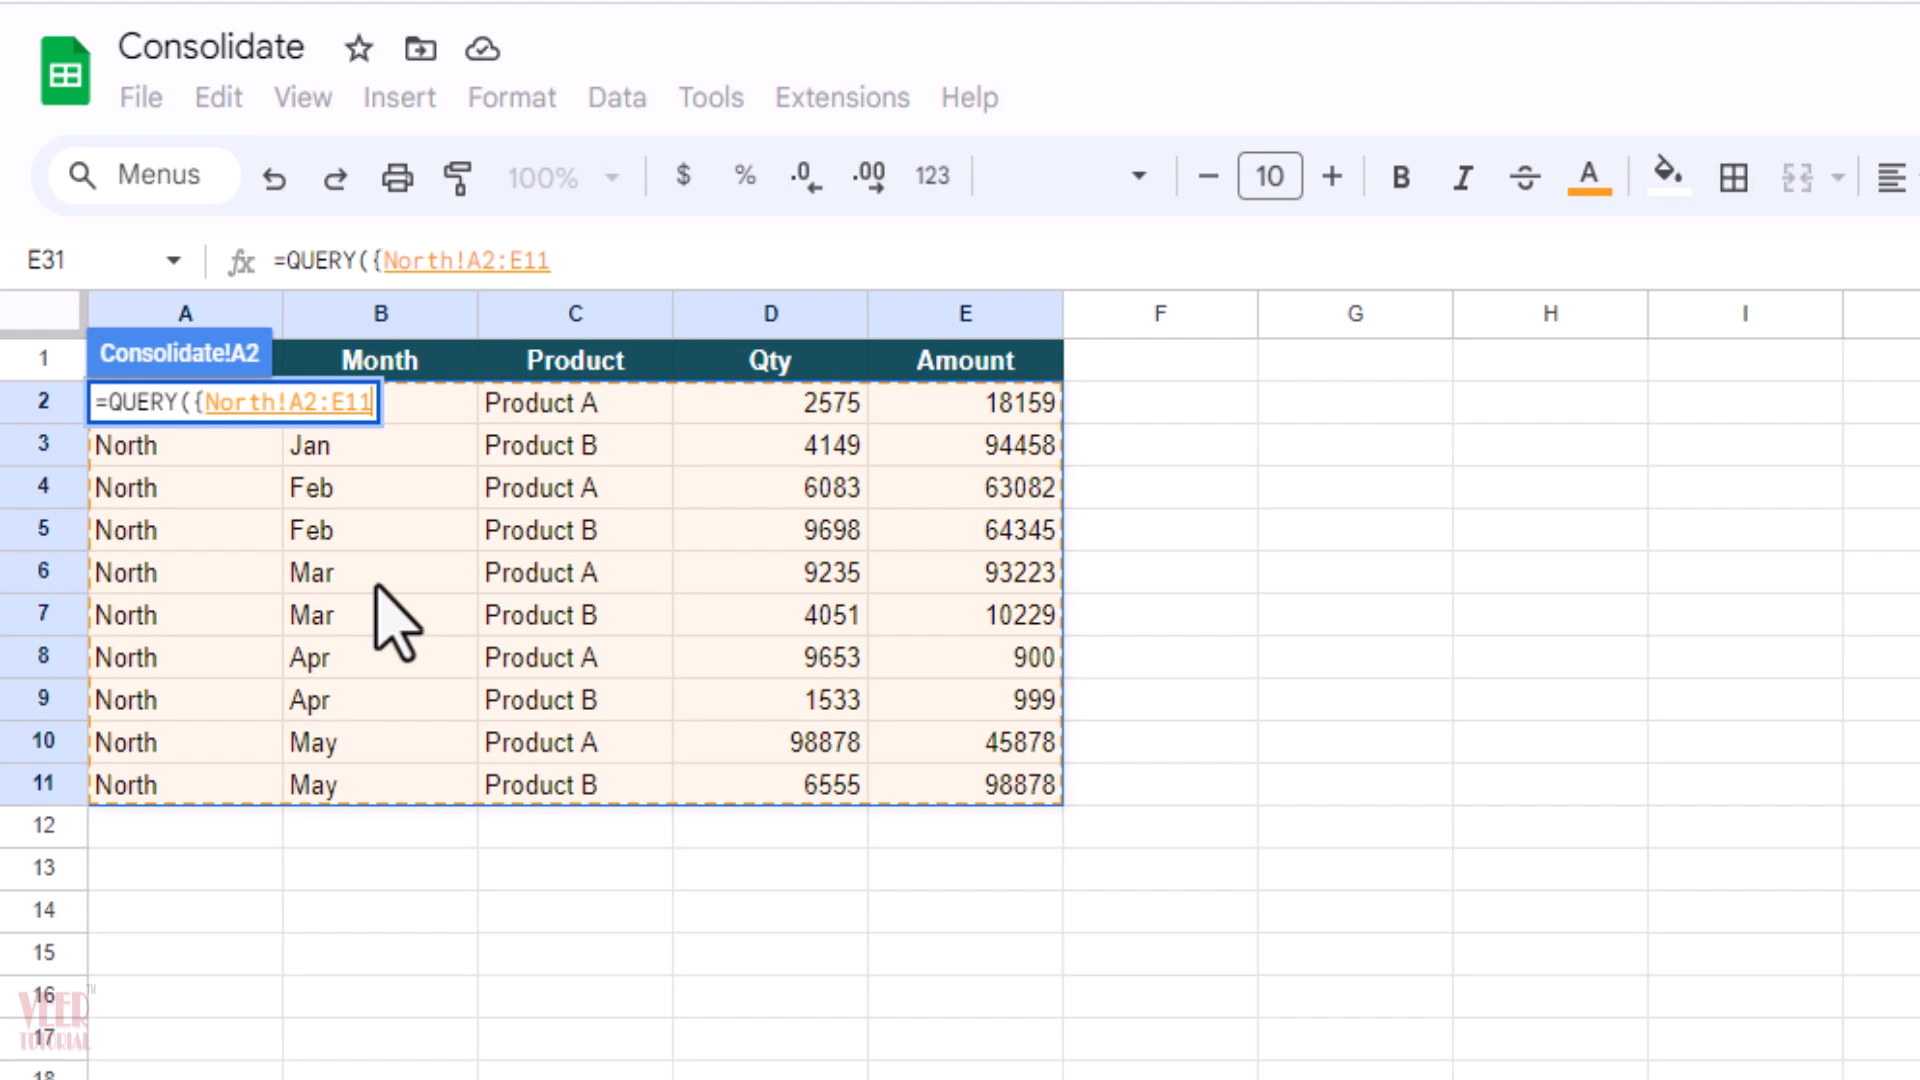 Consolidate
File Edit View Insert Format Data Tools Extensions Help
Menus 100% $ % .0 .00 123 10 B I A
E31 fx =QUERY({North!A2:E11
A B C D E F G H I
Consolidate!A2
1 Month Product Qty Amount
2 =QUERY({North!A2:E11 Product A 2575 18159
3 North Jan Product B 4149 94458
4 North Feb Product A 6083 63082
5 North Feb Product B 9698 64345
6 North Mar Product A 9235 93223
7 North Mar Product B 4051 10229
8 North Apr Product A 9653 900
9 North Apr Product B 1533 999
10 North May Product A 98878 45878
11 North May Product B 6555 98878
12
13
14
15
16
17
18
VEER TM
TUTORIAL